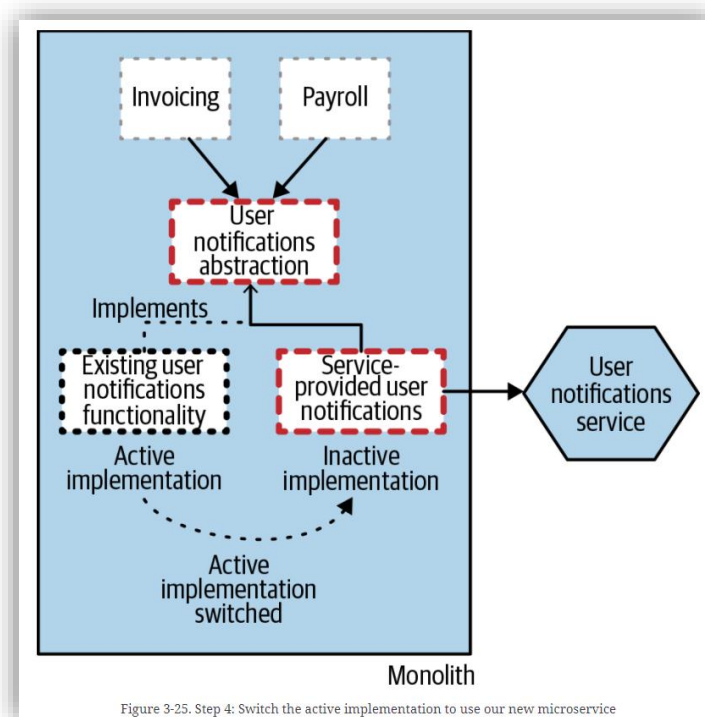 Invoicing
Payroll
User
notifications
abstraction
Implements
Existing user
notifications
functionality
Service-
provided user
notifications
User
notifications
service
Active
implementation
Inactive
implementation
Active
implementation
switched
Monolith
Figure 3-25. Step 4: Switch the active implementation to use our new microservice